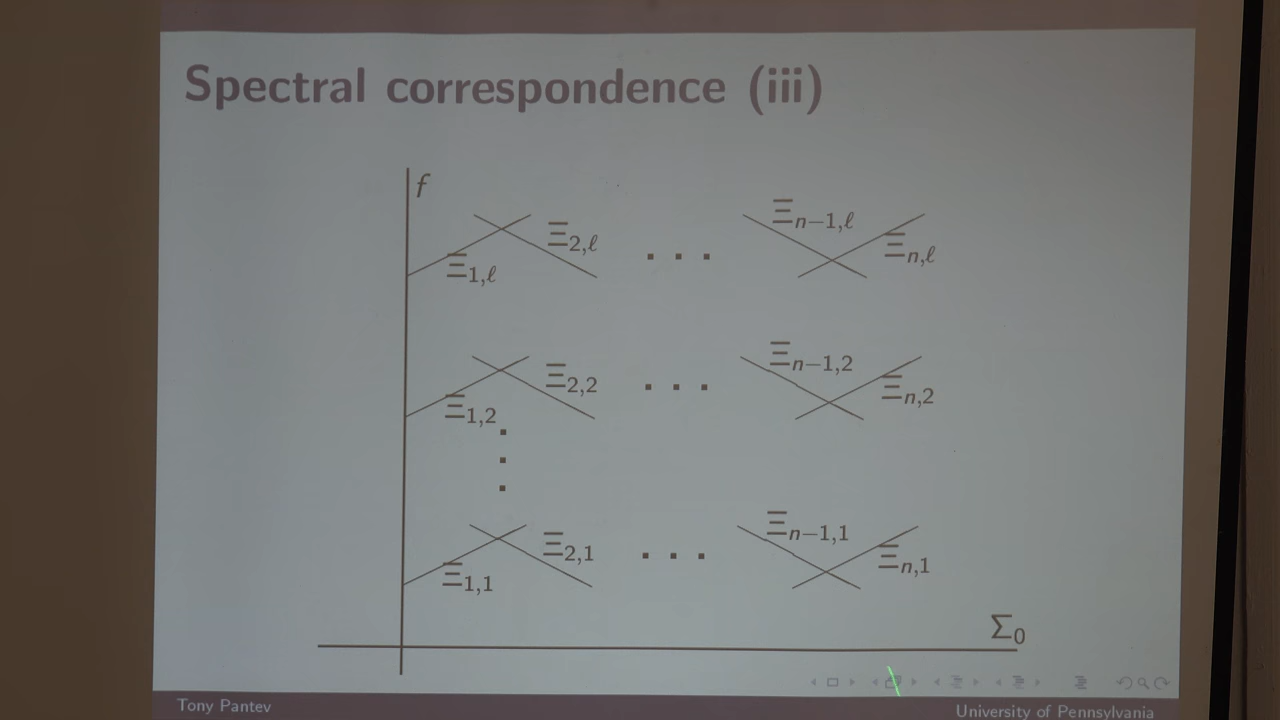 Spectral correspondence (iii)
f
Ξ_{n−1,ℓ}
Ξ_{2,ℓ} . . . Ξ_{n,ℓ}
Ξ_{1,ℓ}
Ξ_{n−1,2}
Ξ_{2,2} . . . Ξ_{n,2}
Ξ_{1,2}
Ξ_{n−1,1}
Ξ_{2,1} . . . Ξ_{n,1}
Ξ_{1,1}
Σ_0
Tony Pantev University of Pennsylvania